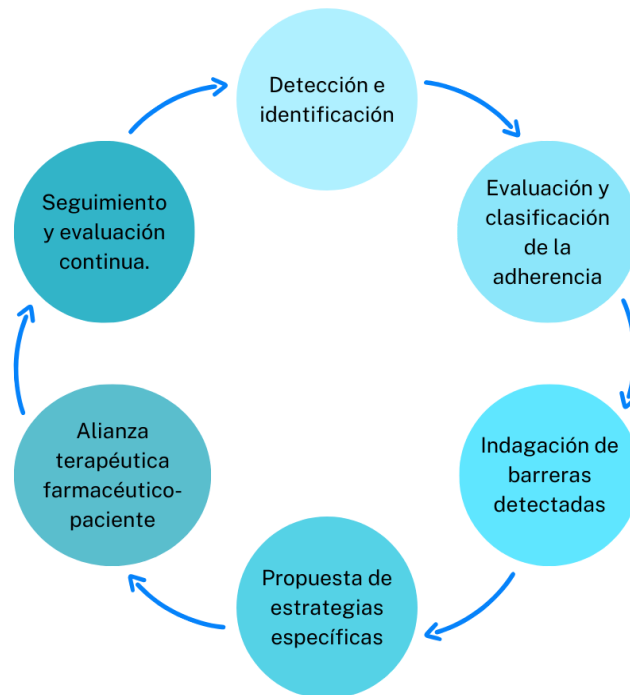 Detección e
identificación
Evaluación y
clasificación
de la
adherencia
Indagación de
barreras
detectadas
Propuesta de
estrategias
específicas
Alianza
terapéutica
farmacéutico-
paciente
Seguimiento
y evaluación
continua.